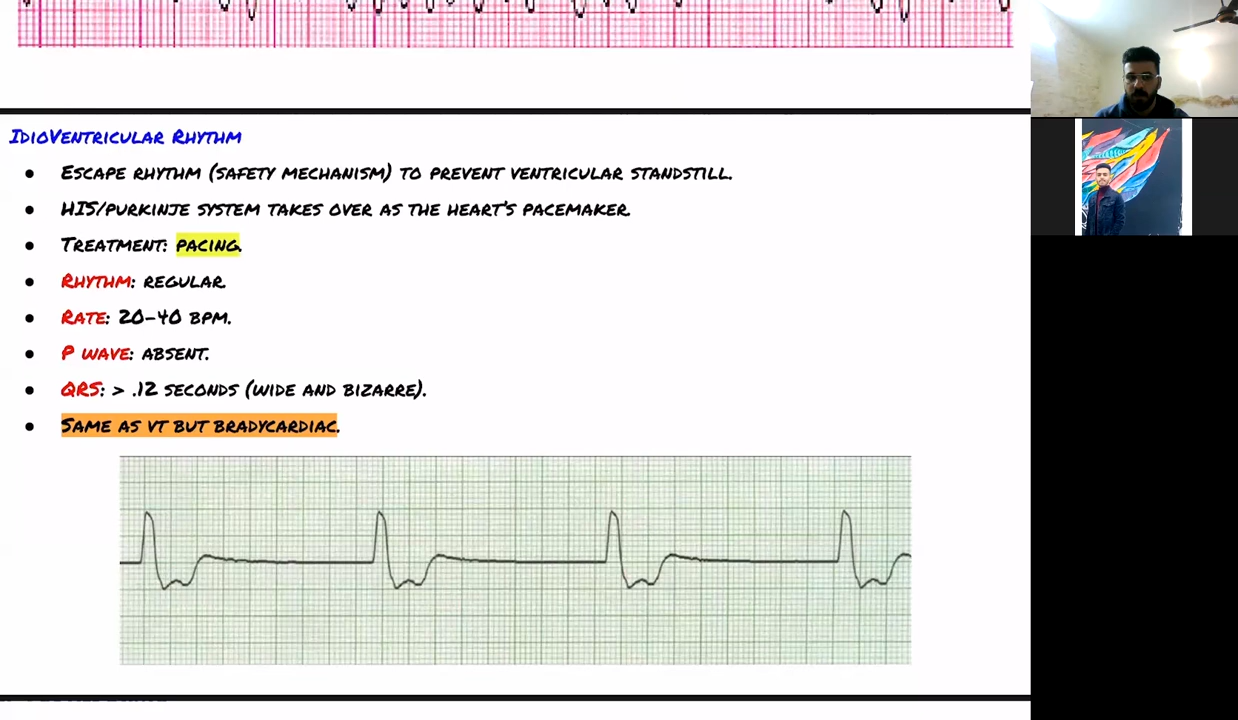 IdioVentricular Rhythm
● Escape rhythm (safety mechanism) to prevent ventricular standstill.
● HIS/purkinje system takes over as the heart's pacemaker.
● Treatment: pacing.
● Rhythm: regular.
● Rate: 20-40 bpm.
● P wave: absent.
● QRS: > .12 seconds (wide and bizarre).
● Same as VT but bradycardiac.